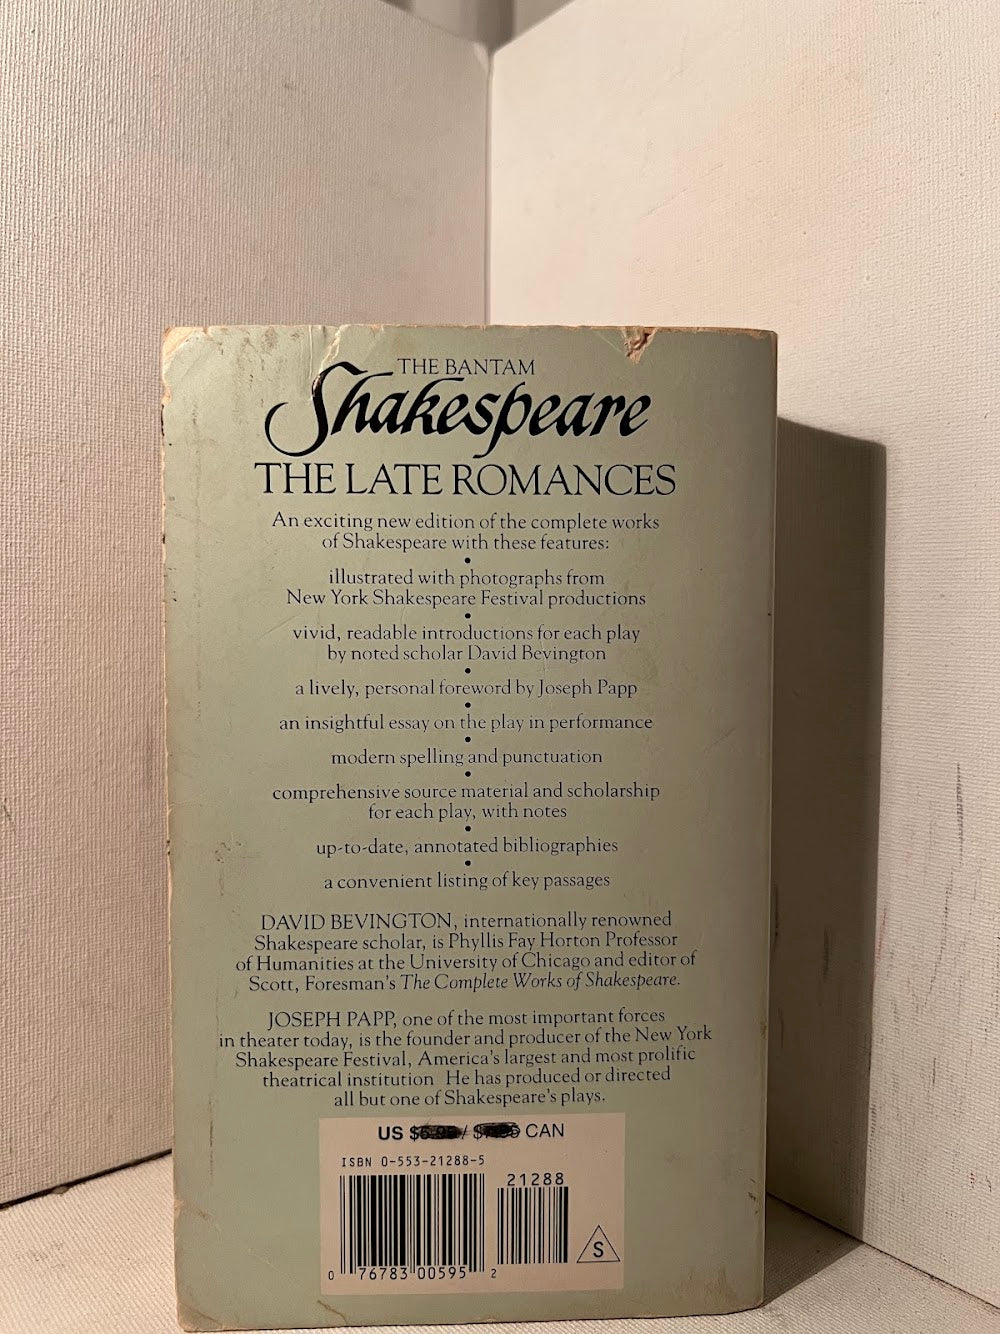 THE BANTAM
Shakespeare
THE LATE ROMANCES
An exciting new edition of the complete works
of Shakespeare with these features:
•
illustrated with photographs from
New York Shakespeare Festival productions
•
vivid, readable introductions for each play
by noted scholar David Bevington
•
a lively, personal foreword by Joseph Papp
•
an insightful essay on the play in performance
•
modern spelling and punctuation
•
comprehensive source material and scholarship
for each play, with notes
•
up-to-date, annotated bibliographies
•
a convenient listing of key passages
DAVID BEVINGTON, internationally renowned
Shakespeare scholar, is Phyllis Fay Horton Professor
of Humanities at the University of Chicago and editor of
Scott, Foresman's The Complete Works of Shakespeare.
JOSEPH PAPP, one of the most important forces
in theater today, is the founder and producer of the New York
Shakespeare Festival, America's largest and most prolific
theatrical institution He has produced or directed
all but one of Shakespeare's plays.
US / CAN
ISBN 0-553-21288-5
21288
0 76783 00595 2
S